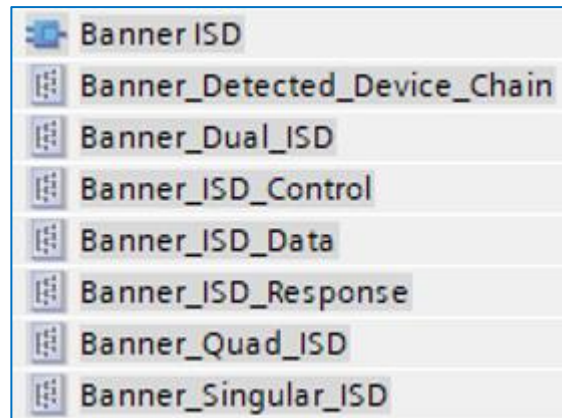 Banner ISD
Banner_Detected_Device_Chain
Banner_Dual_ISD
Banner_ISD_Control
Banner_ISD_Data
Banner_ISD_Response
Banner_Quad_ISD
Banner_Singular_ISD